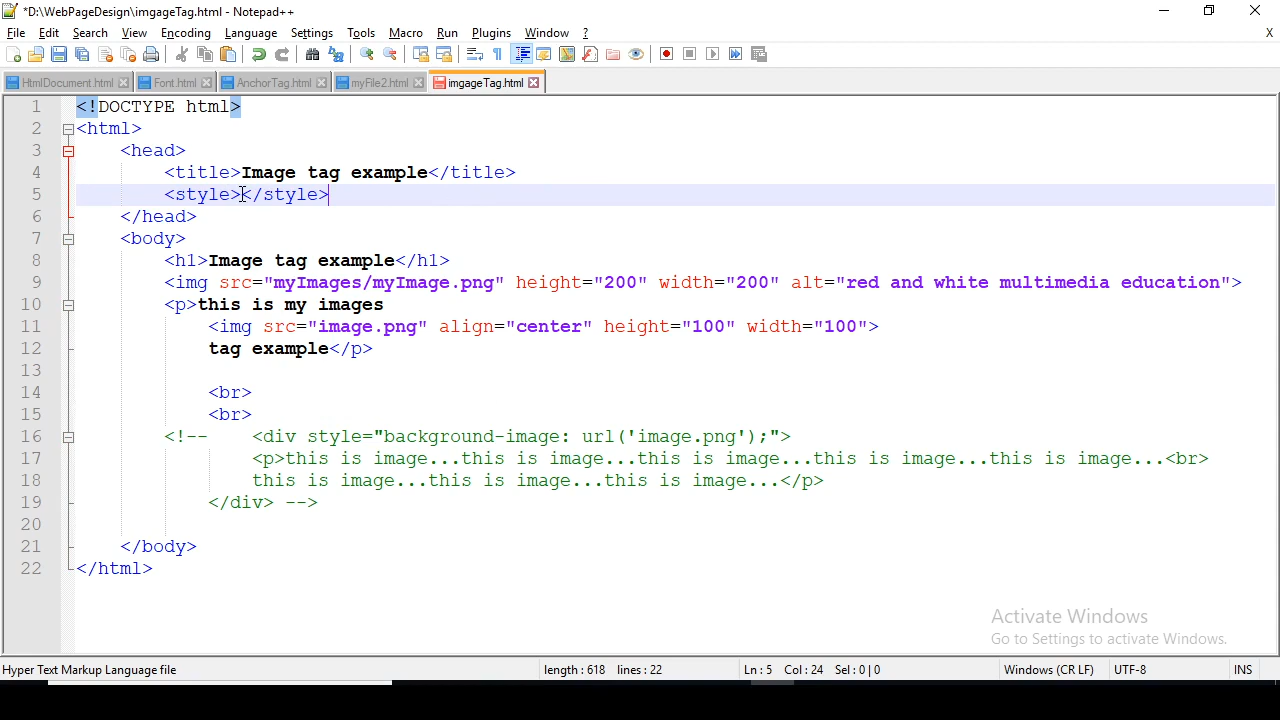 *D:\WebPageDesign\imgageTag.html - Notepad++
File Edit Search View Encoding Language Settings Tools Macro Run Plugins Window ? X
HtmlDocument.html Font.html AnchorTag.html myFile2.html imgageTag.html
1 <!DOCTYPE html>
2 <html>
3 <head>
4 <title>Image tag example</title>
5 <style></style>
6 </head>
7 <body>
8 <h1>Image tag example</h1>
9 <img src="myImages/myImage.png" height="200" width="200" alt="red and white multimedia education">
10 <p>this is my images
11 <img src="image.png" align="center" height="100" width="100">
12 tag example</p>
13
14 <br>
15 <br>
16 <!-- <div style="background-image: url('image.png');">
17 <p>this is image...this is image...this is image...this is image...this is image...<br>
18 this is image...this is image...this is image...</p>
19 </div> -->
20
21 </body>
22 </html>
Activate Windows
Go to Settings to activate Windows.
Hyper Text Markup Language file length : 618 lines : 22 Ln : 5 Col : 24 Sel : 0 | 0 Windows (CR LF) UTF-8 INS